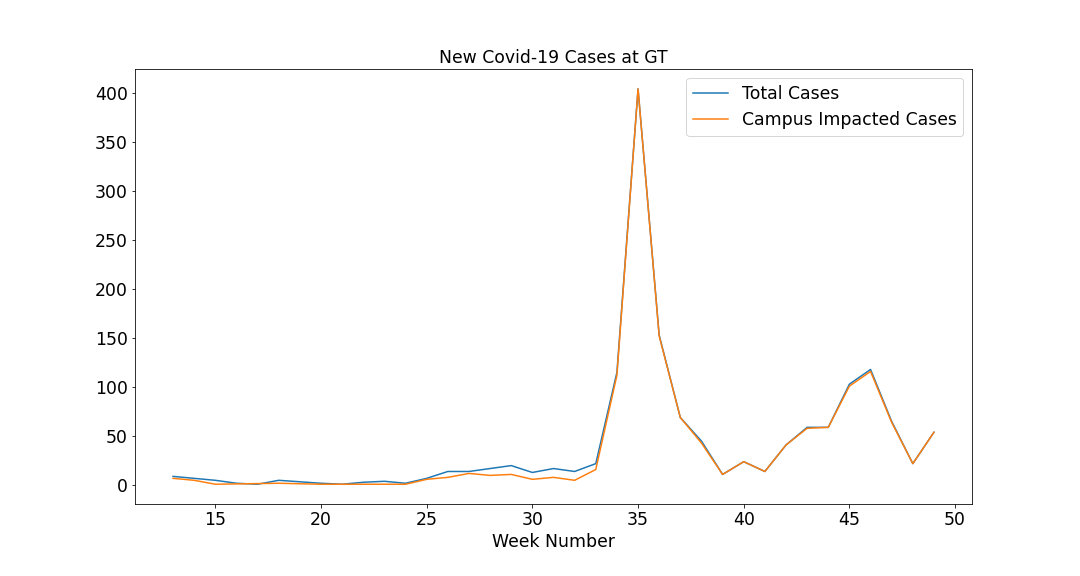 New Covid-19 Cases at GT
Total Cases
Campus Impacted Cases
400
350
300
250
200
150
100
50
0
15 20 25 30 35 40 45 50
Week Number